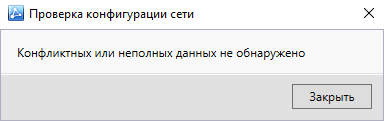 Проверка конфигурации сети
Конфликтных или неполных данных не обнаружено
Закрыть